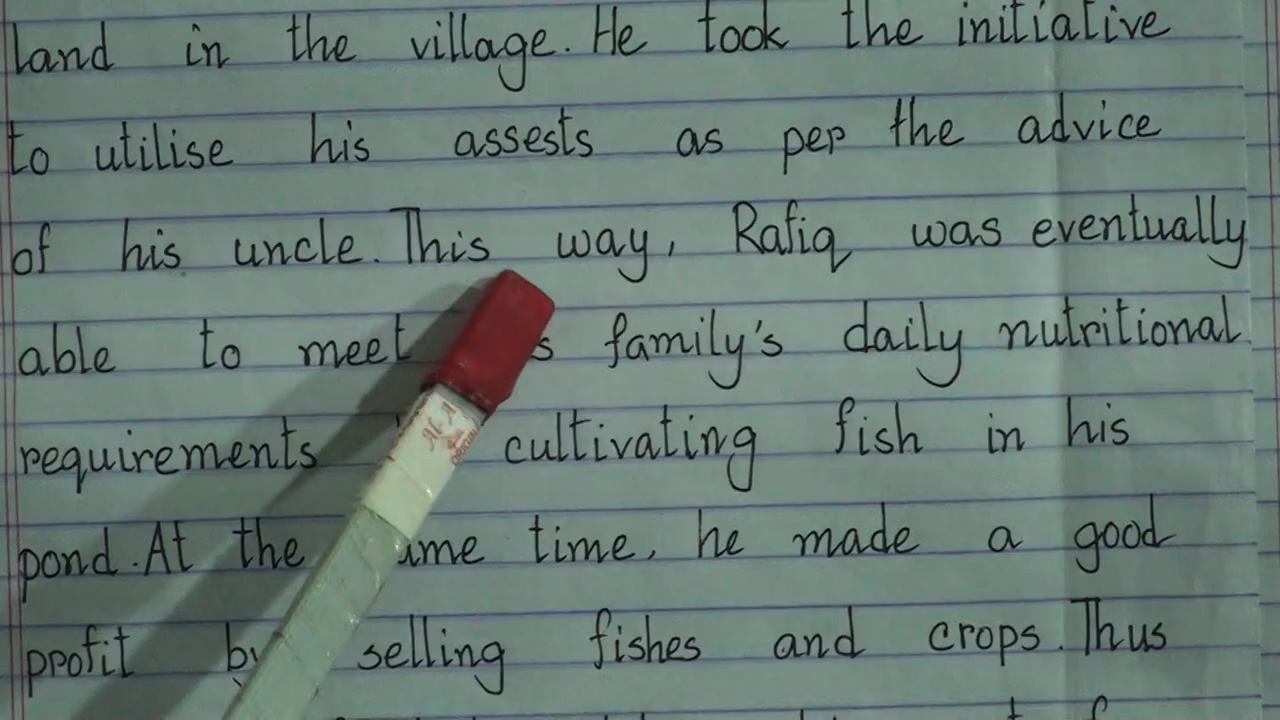 land in the village. He took the initiative
to utilise his assests as per the advice
of his uncle. This way, Rafiq was eventually
able to meet family's daily nutritional
requirements cultivating fish in his
pond. At the time, he made a good
profit by selling fishes and crops. Thus